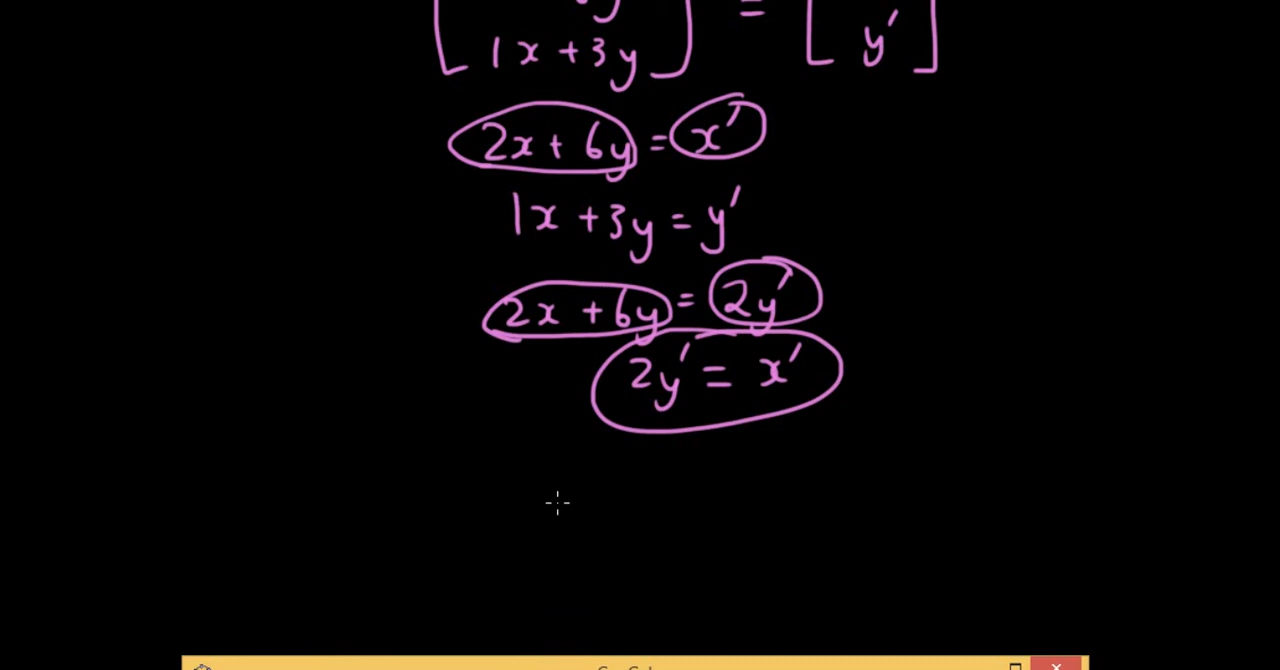 y =
1x + 3y y'
2x + 6y = x'
1x + 3y = y'
2x + 6y = 2y'
2y' = x'